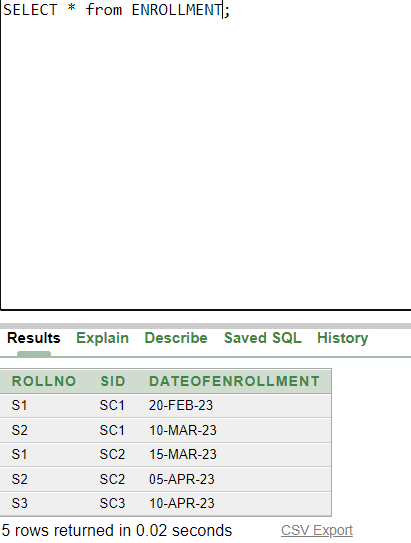 SELECT * from ENROLLMENT;
Results Explain Describe Saved SQL History
ROLLNO SID DATEOFENROLLMENT
S1 SC1 20-FEB-23
S2 SC1 10-MAR-23
S1 SC2 15-MAR-23
S2 SC2 05-APR-23
S3 SC3 10-APR-23
5 rows returned in 0.02 seconds CSV Export